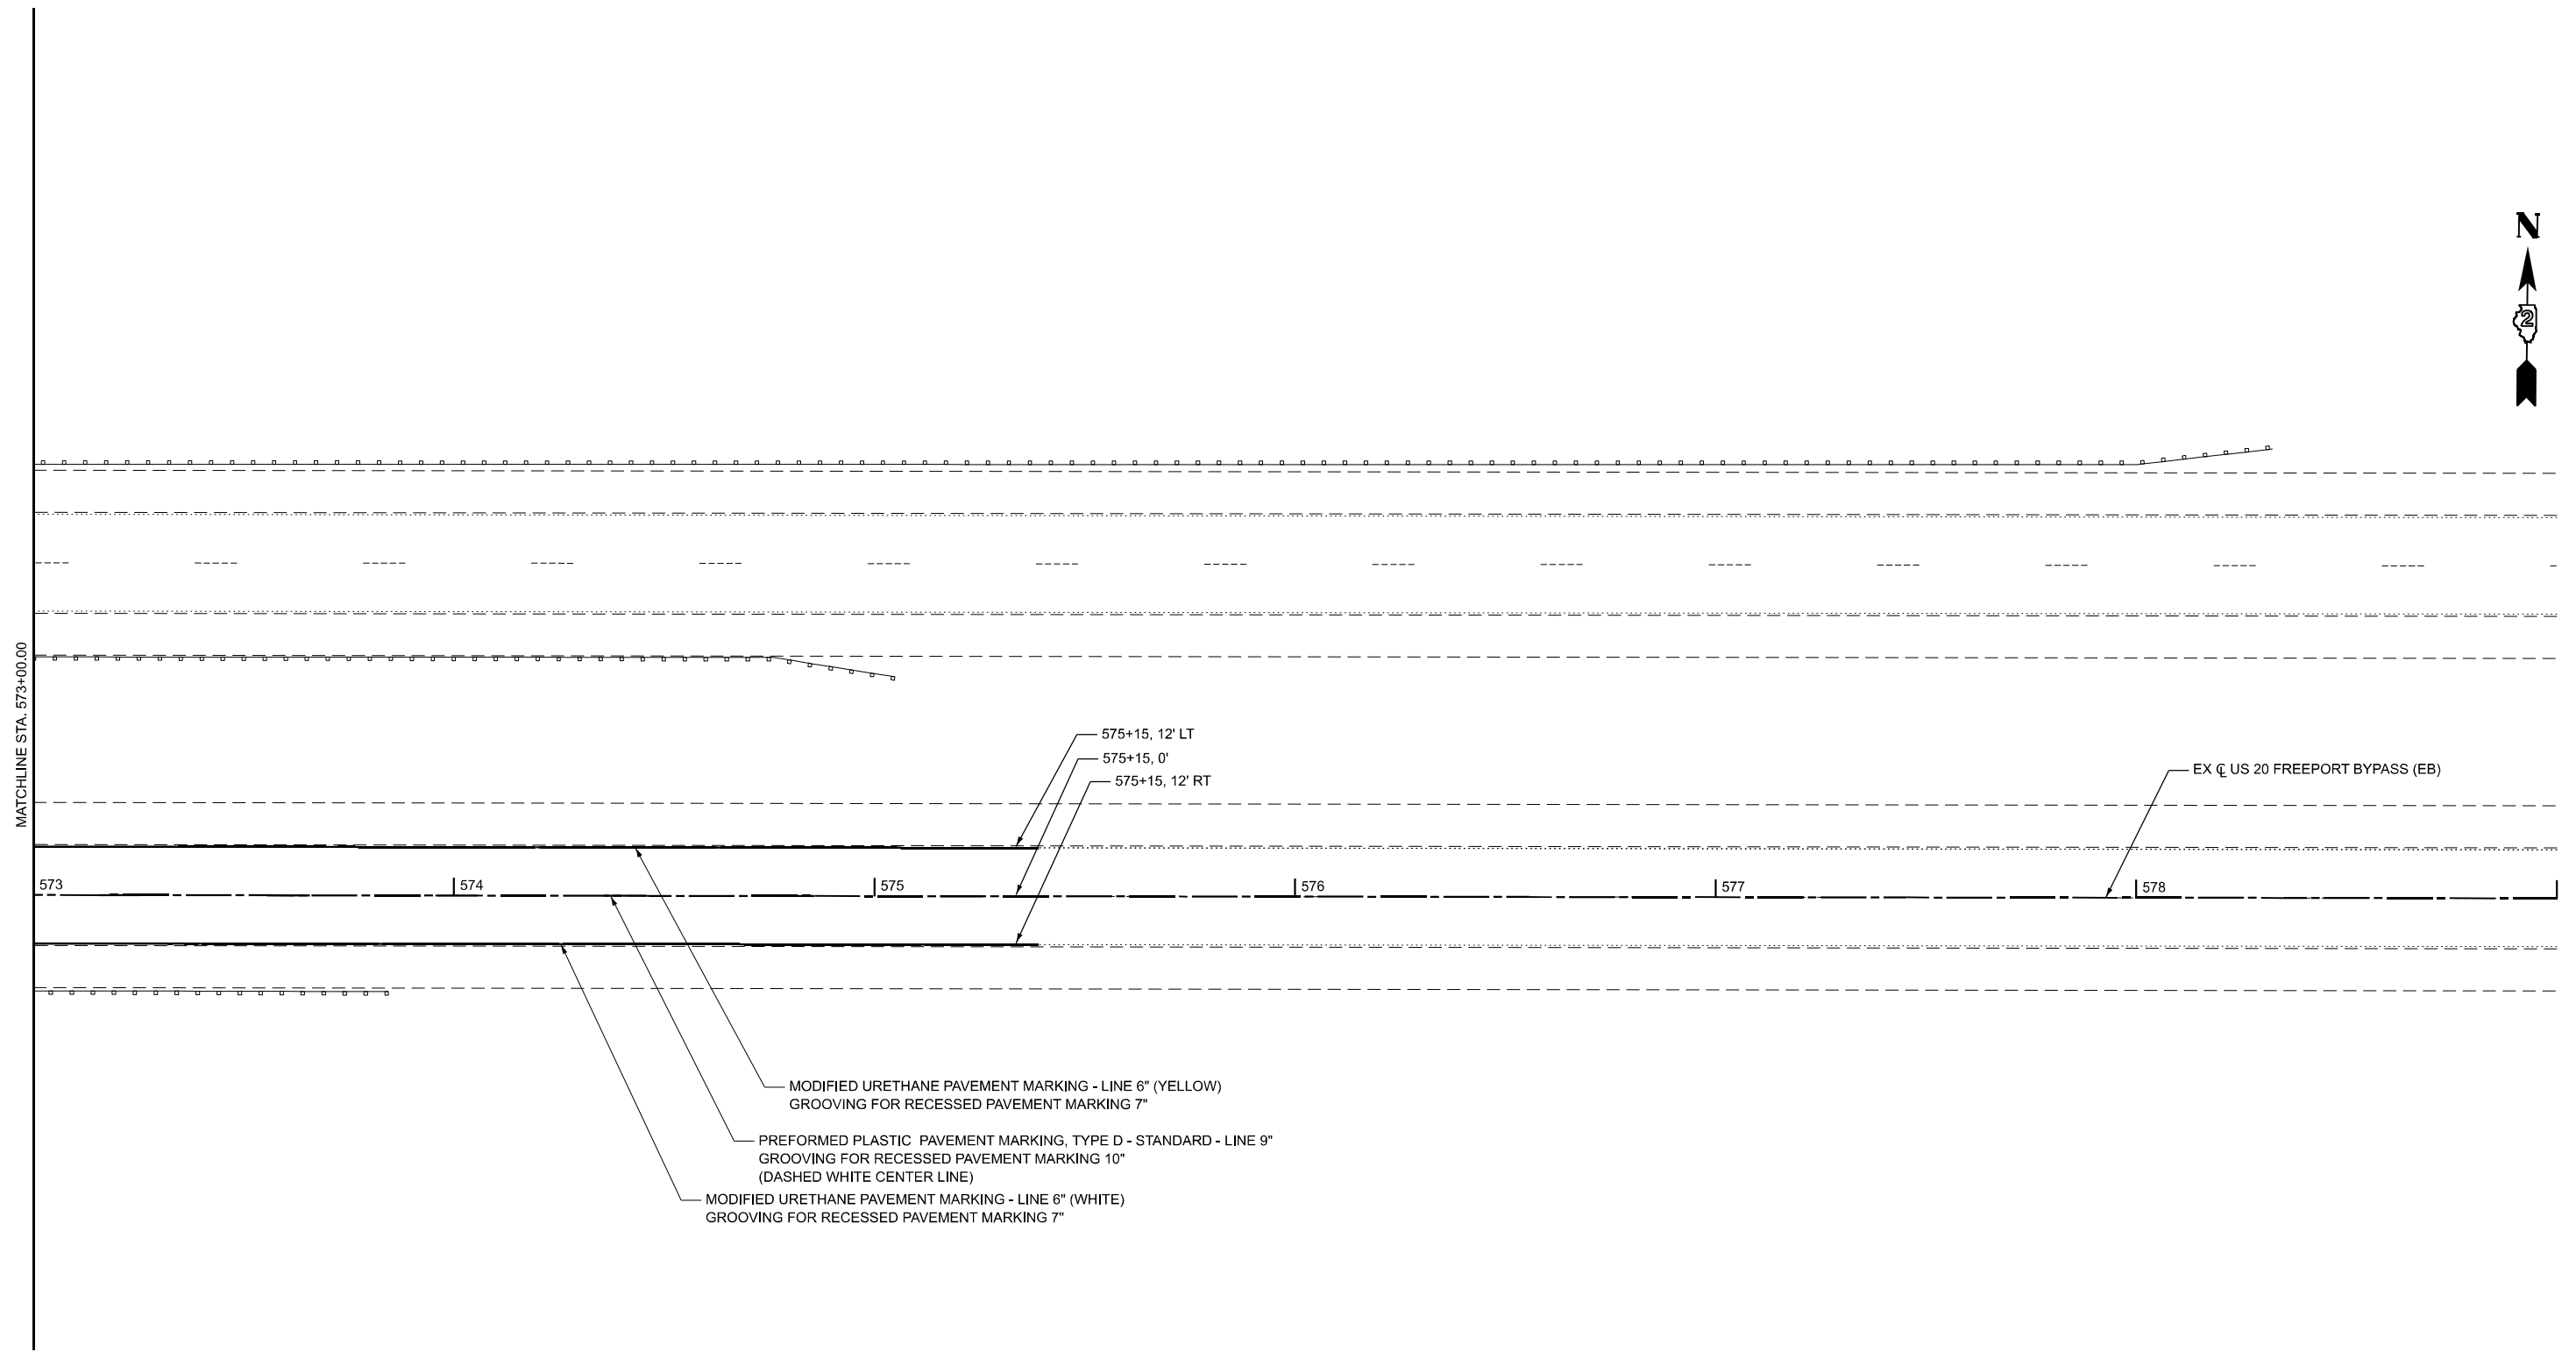 N
2
MATCHLINE STA. 573+00.00
575+15, 12' LT
575+15, 0'
575+15, 12' RT
EX ℄ US 20 FREEPORT BYPASS (EB)
573
574
575
576
577
578
MODIFIED URETHANE PAVEMENT MARKING - LINE 6" (YELLOW)
GROOVING FOR RECESSED PAVEMENT MARKING 7"
PREFORMED PLASTIC PAVEMENT MARKING, TYPE D - STANDARD - LINE 9"
GROOVING FOR RECESSED PAVEMENT MARKING 10"
(DASHED WHITE CENTER LINE)
MODIFIED URETHANE PAVEMENT MARKING - LINE 6" (WHITE)
GROOVING FOR RECESSED PAVEMENT MARKING 7"